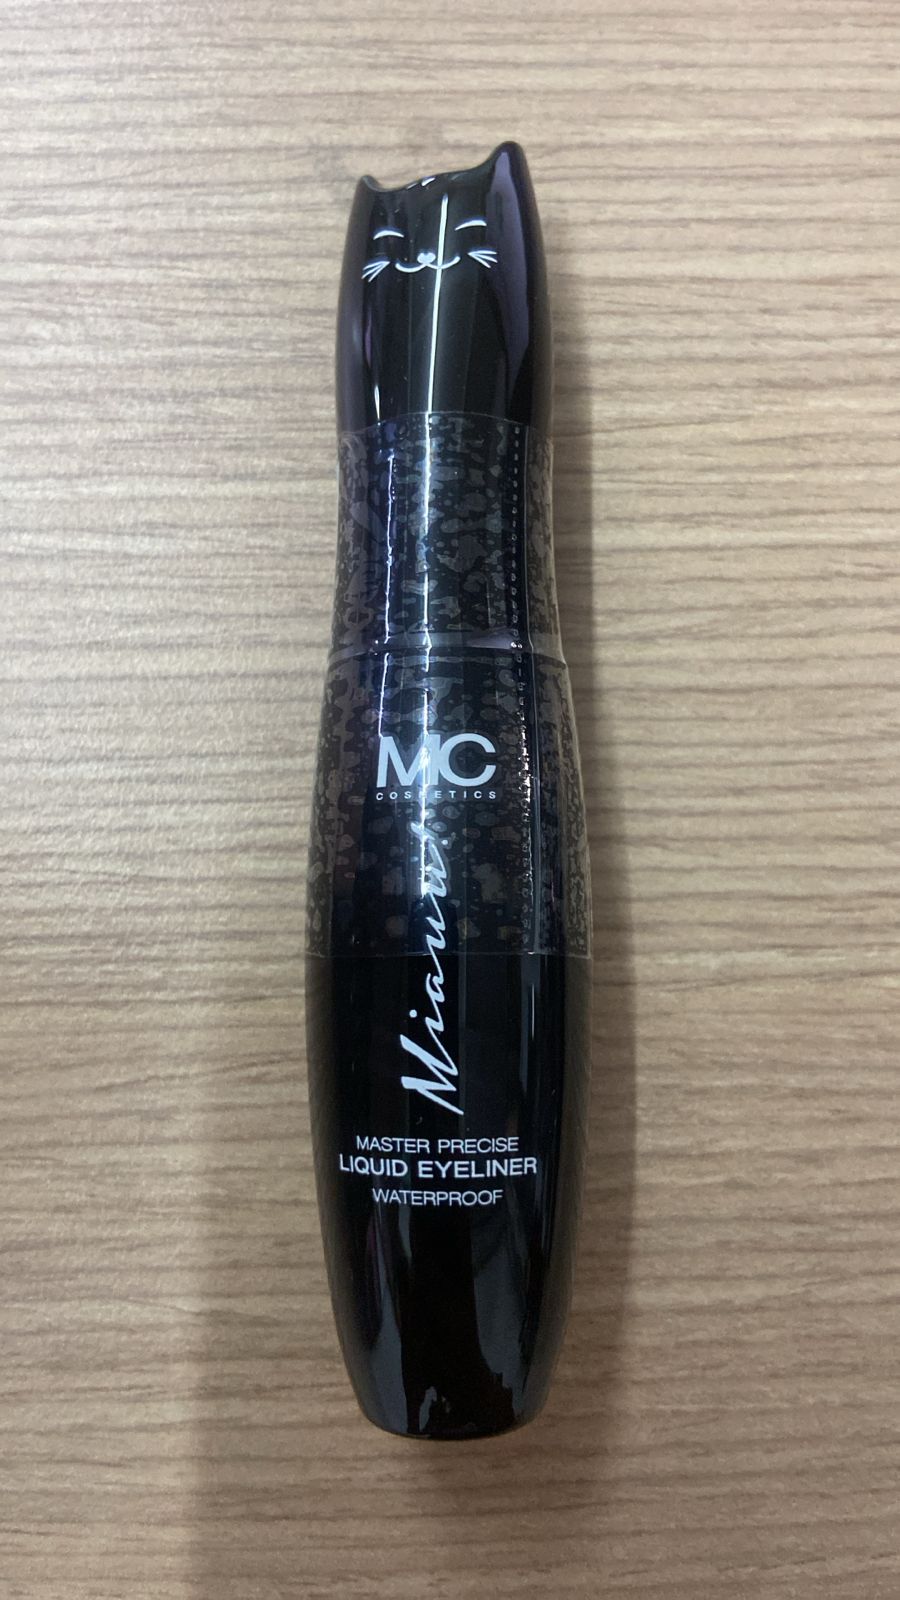 MC
COSMETICS
Miauw
MASTER PRECISE
LIQUID EYELINER
WATERPROOF